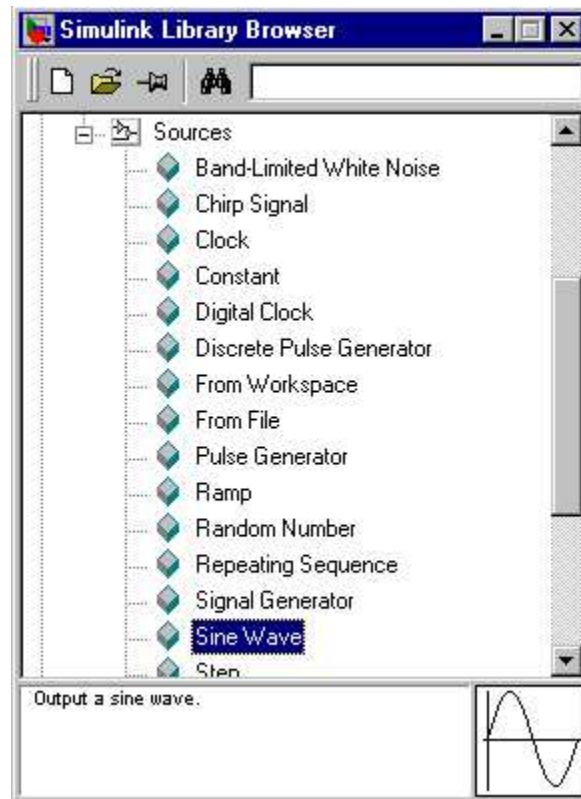 Simulink Library Browser
Sources
Band-Limited White Noise
Chirp Signal
Clock
Constant
Digital Clock
Discrete Pulse Generator
From Workspace
From File
Pulse Generator
Ramp
Random Number
Repeating Sequence
Signal Generator
Sine Wave
Step
Output a sine wave.